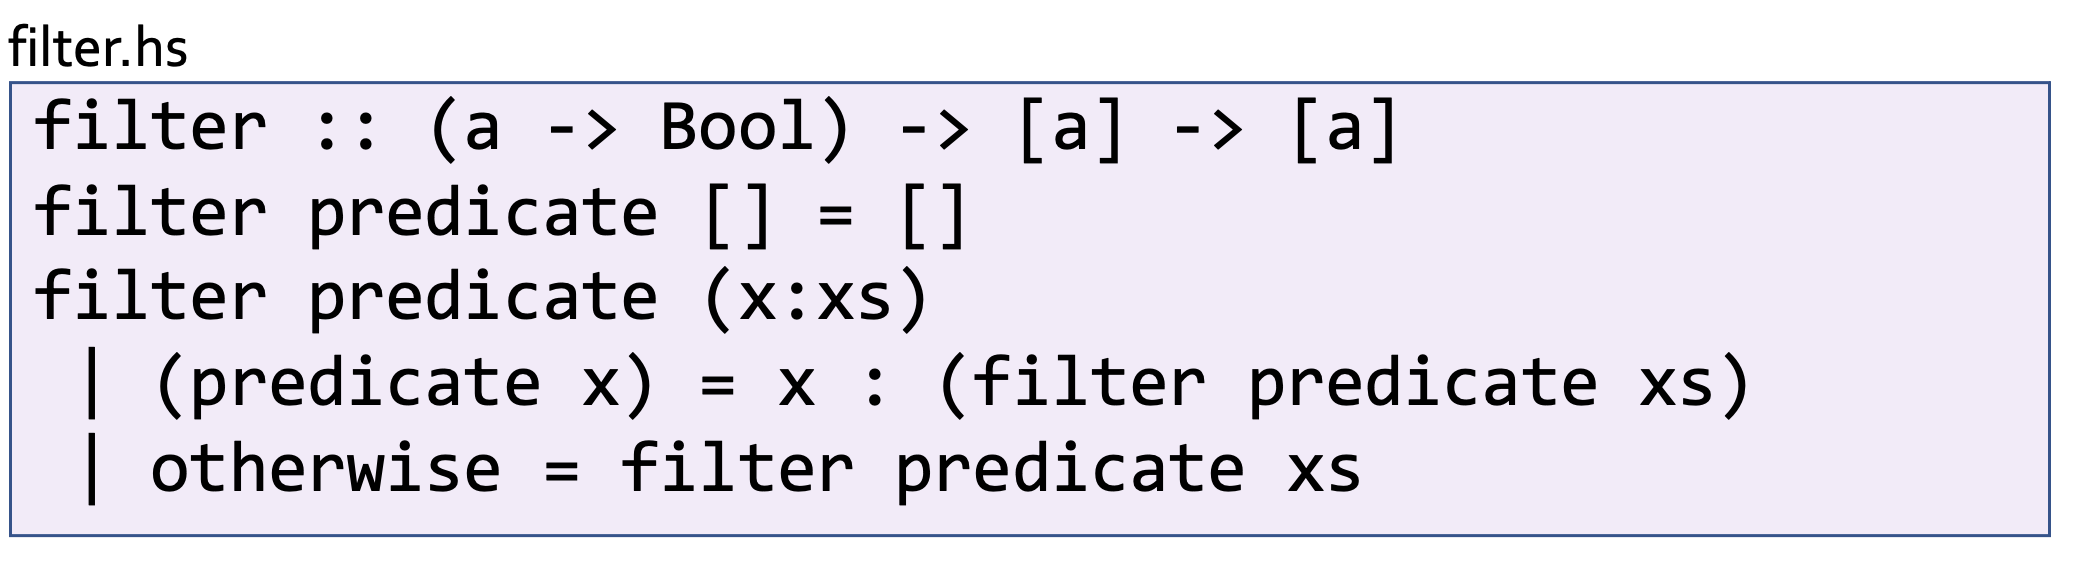 filter.hs
filter :: (a -> Bool) -> [a] -> [a]
filter predicate [] = []
filter predicate (x:xs)
 | (predicate x) = x : (filter predicate xs)
 | otherwise = filter predicate xs